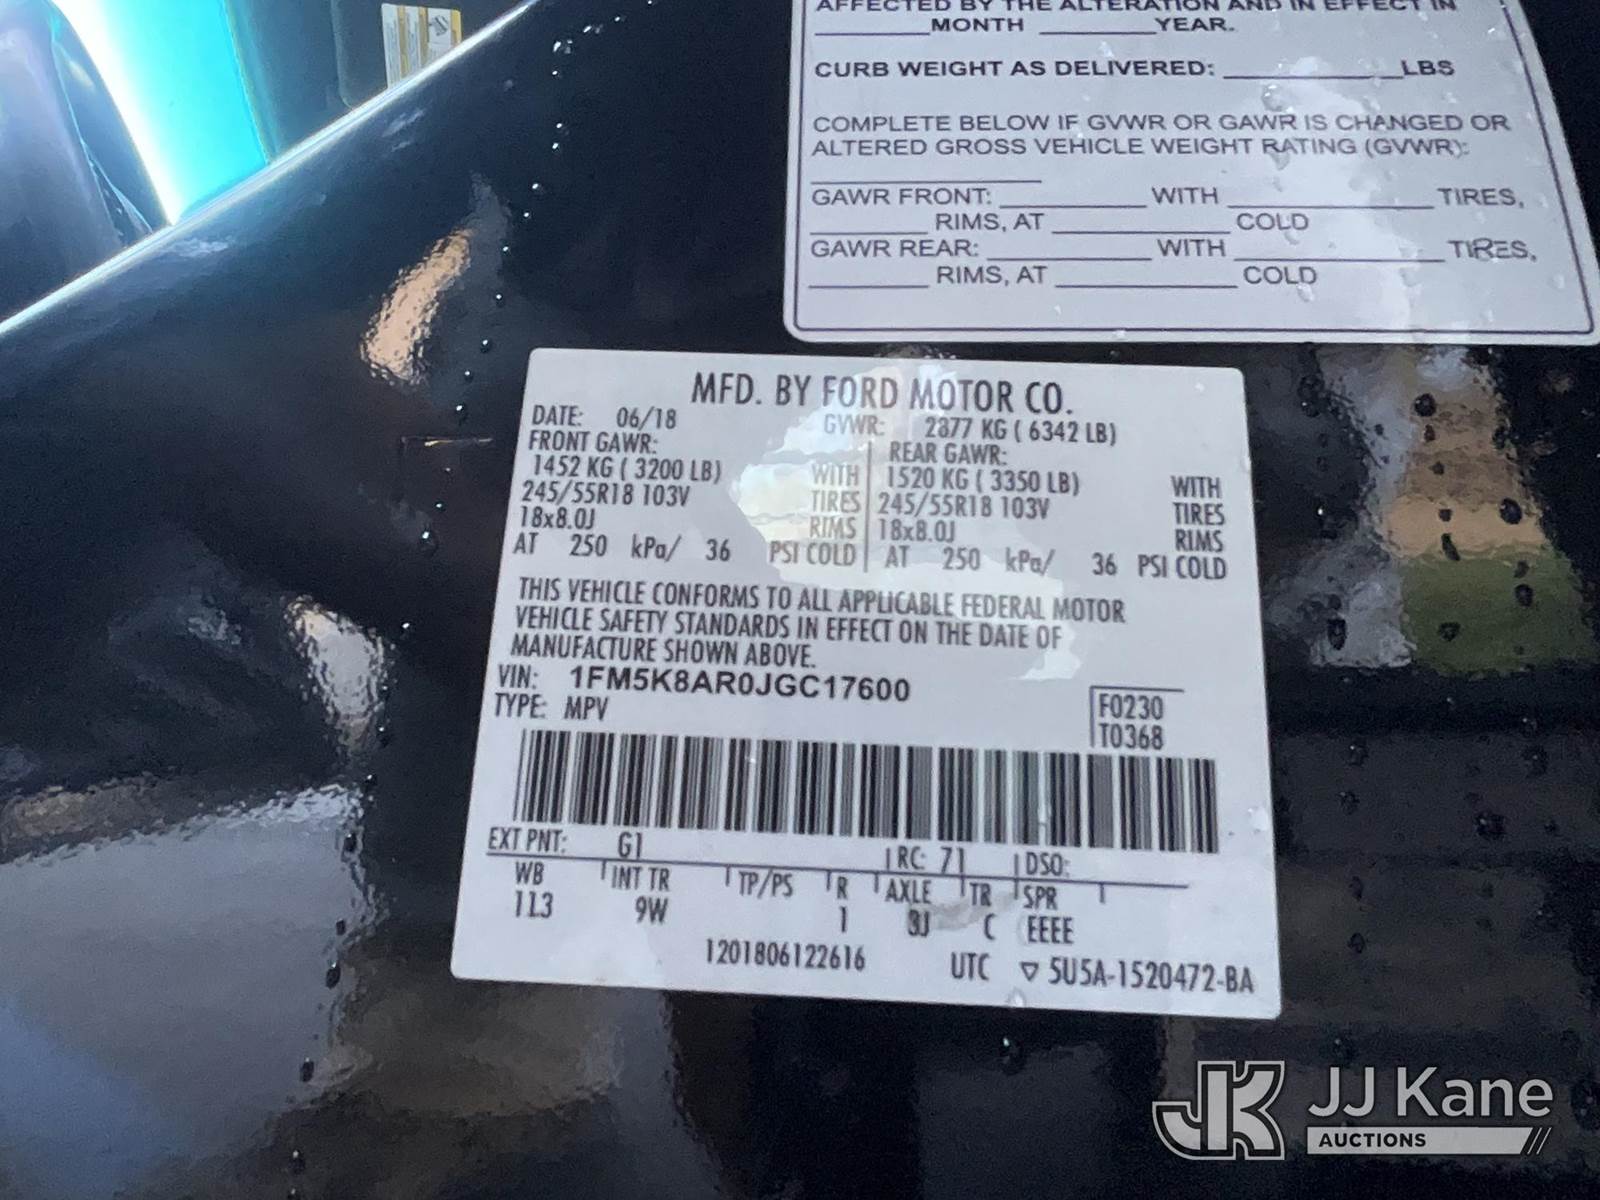 AFFECTED BY THE ALTERATION AND IN EFFECT IN
MONTH YEAR.
CURB WEIGHT AS DELIVERED: LBS
COMPLETE BELOW IF GVWR OR GAWR IS CHANGED OR
ALTERED GROSS VEHICLE WEIGHT RATING (GVWR):
GAWR FRONT: WITH TIRES,
RIMS, AT COLD
GAWR REAR: WITH TIRES,
RIMS, AT COLD
MFD. BY FORD MOTOR CO.
DATE: 06/18 GVWR: 2877 KG ( 6342 LB)
FRONT GAWR: REAR GAWR:
1452 KG ( 3200 LB) WITH 1520 KG ( 3350 LB) WITH
245/55R18 103V TIRES 245/55R18 103V TIRES
18x8.0J RIMS 18x8.0J RIMS
AT 250 kPa/ 36 PSI COLD AT 250 kPa/ 36 PSI COLD
THIS VEHICLE CONFORMS TO ALL APPLICABLE FEDERAL MOTOR
VEHICLE SAFETY STANDARDS IN EFFECT ON THE DATE OF
MANUFACTURE SHOWN ABOVE.
VIN: 1FM5K8AR0JGC17600
TYPE: MPV F0230
T0368
EXT PNT: G1 RC: 71 DSO:
WB INT TR TP/PS R AXLE TR SPR
113 9W 1 3J C EEEE
1201806122616 UTC ▽ 5U5A-1520472-BA
JK JJ Kane
AUCTIONS